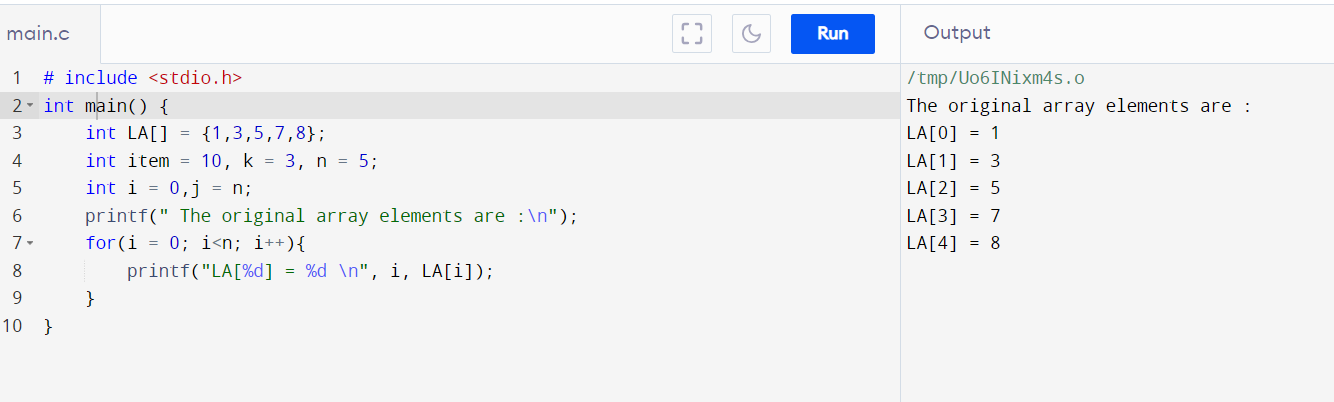 main.c
Run
Output
1 # include <stdio.h>
2 int main() {
3     int LA[] = {1,3,5,7,8};
4     int item = 10, k = 3, n = 5;
5     int i = 0,j = n;
6     printf(" The original array elements are :\n");
7     for(i = 0; i<n; i++){
8         printf("LA[%d] = %d \n", i, LA[i]);
9     }
10 }
/tmp/Uo6INixm4s.o
The original array elements are :
LA[0] = 1
LA[1] = 3
LA[2] = 5
LA[3] = 7
LA[4] = 8